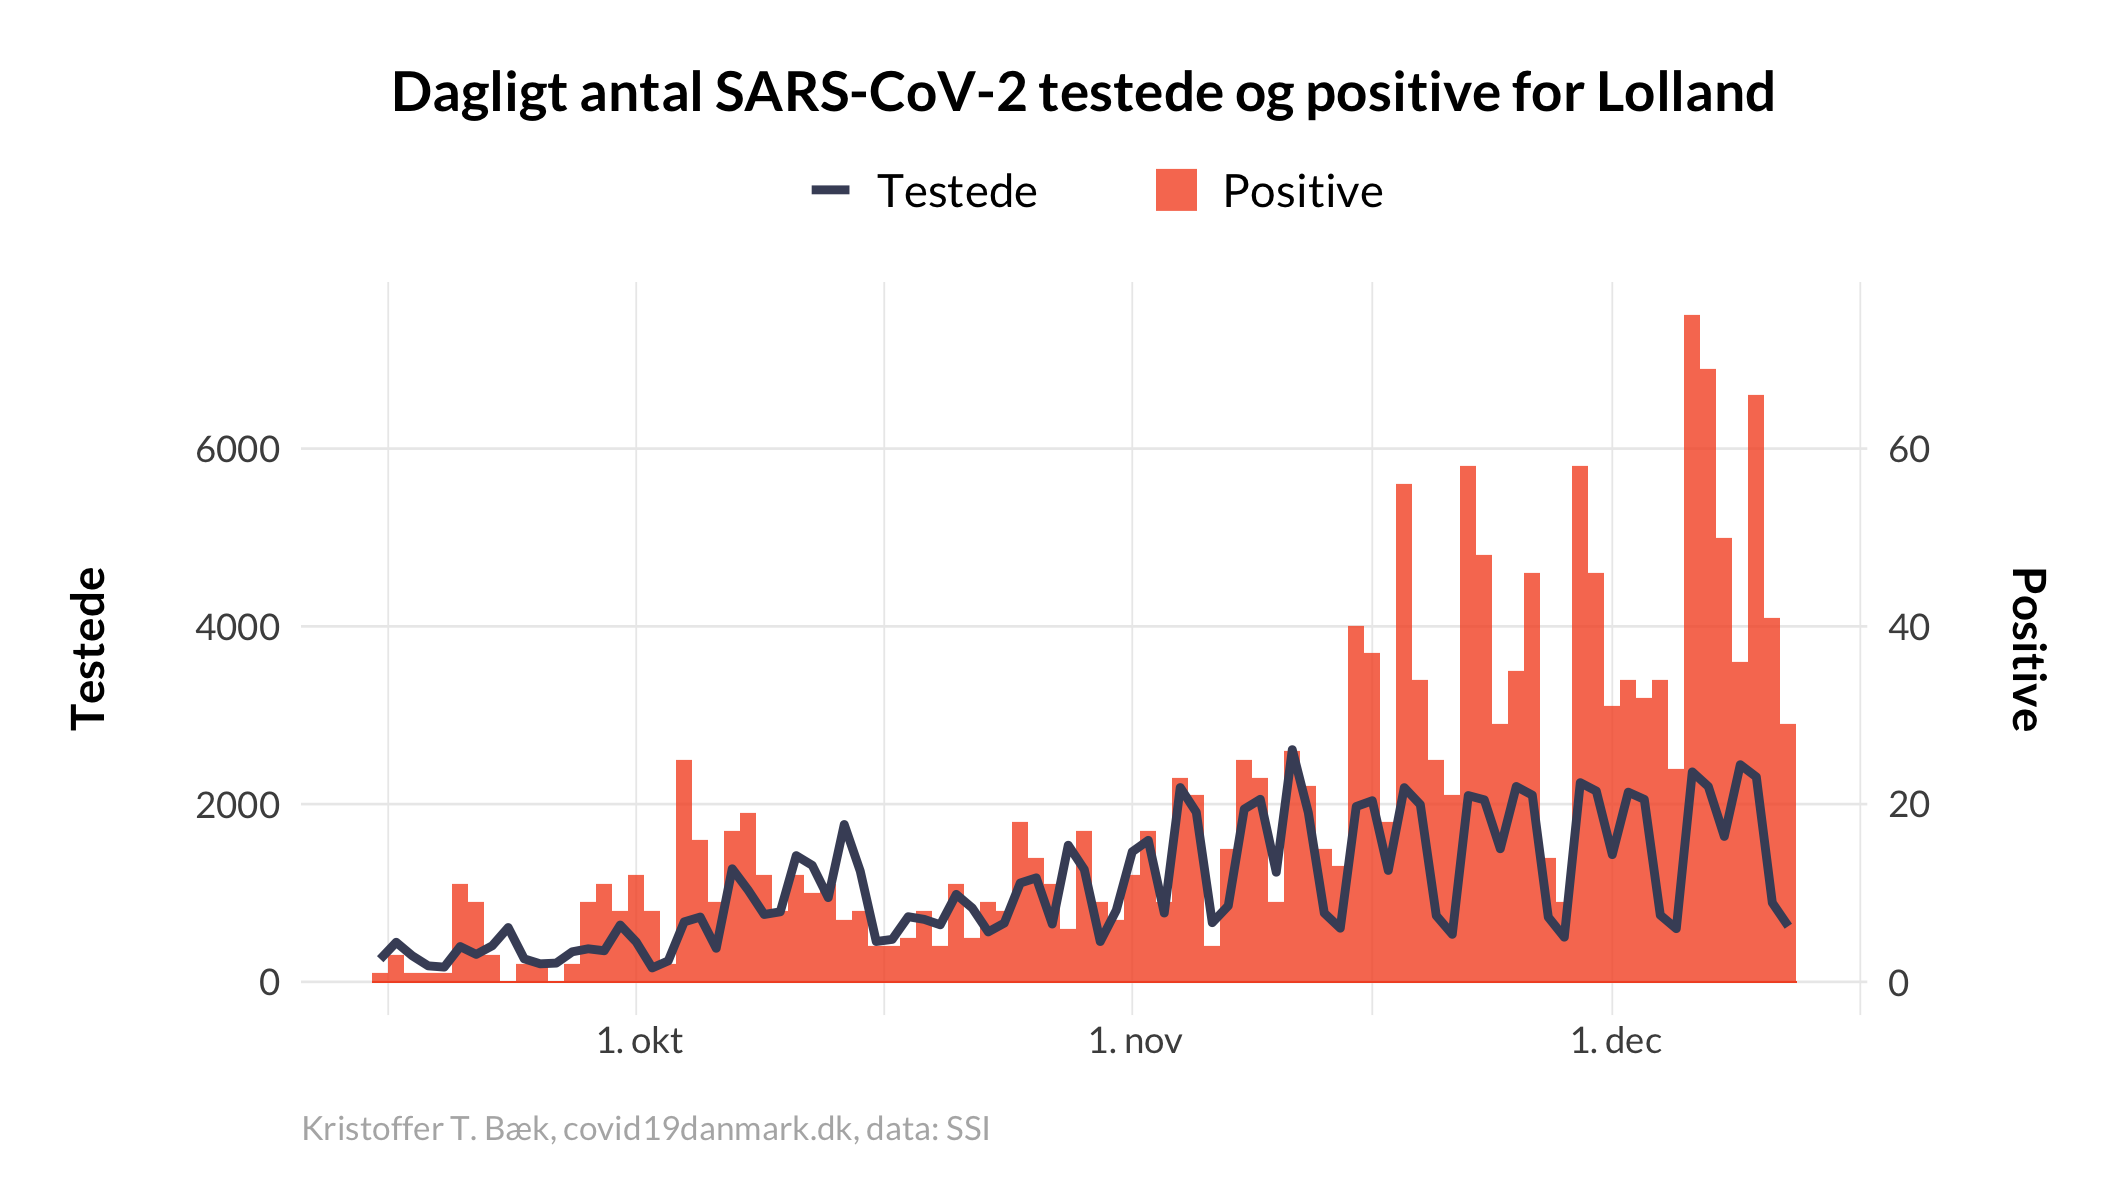 Dagligt antal SARS-CoV-2 testede og positive for Lolland
Testede
Positive
Testede
6000
4000
2000
0
60
40
20
0
Positive
1. okt
1. nov
1. dec
Kristoffer T. Bæk, covid19danmark.dk, data: SSI